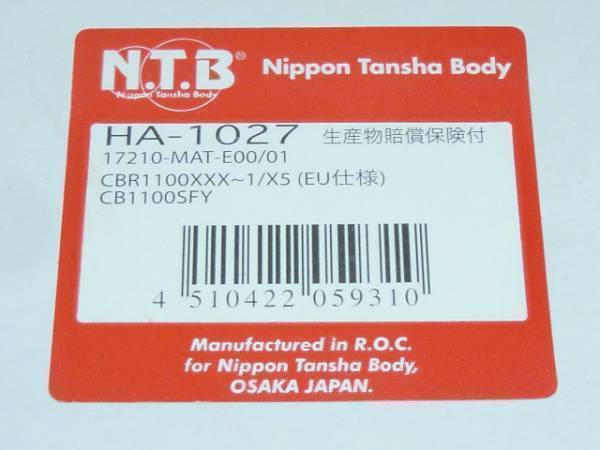 N.T.B® Nippon Tansha Body
Nippon Tansha Body
HA-1027 生産物賠償保険付
17210-MAT-E00/01
CBR1100XXX~1/X5 (EU仕様)
CB1100SFY
4 510422 059310
Manufactured in R.O.C.
for Nippon Tansha Body,
OSAKA JAPAN.